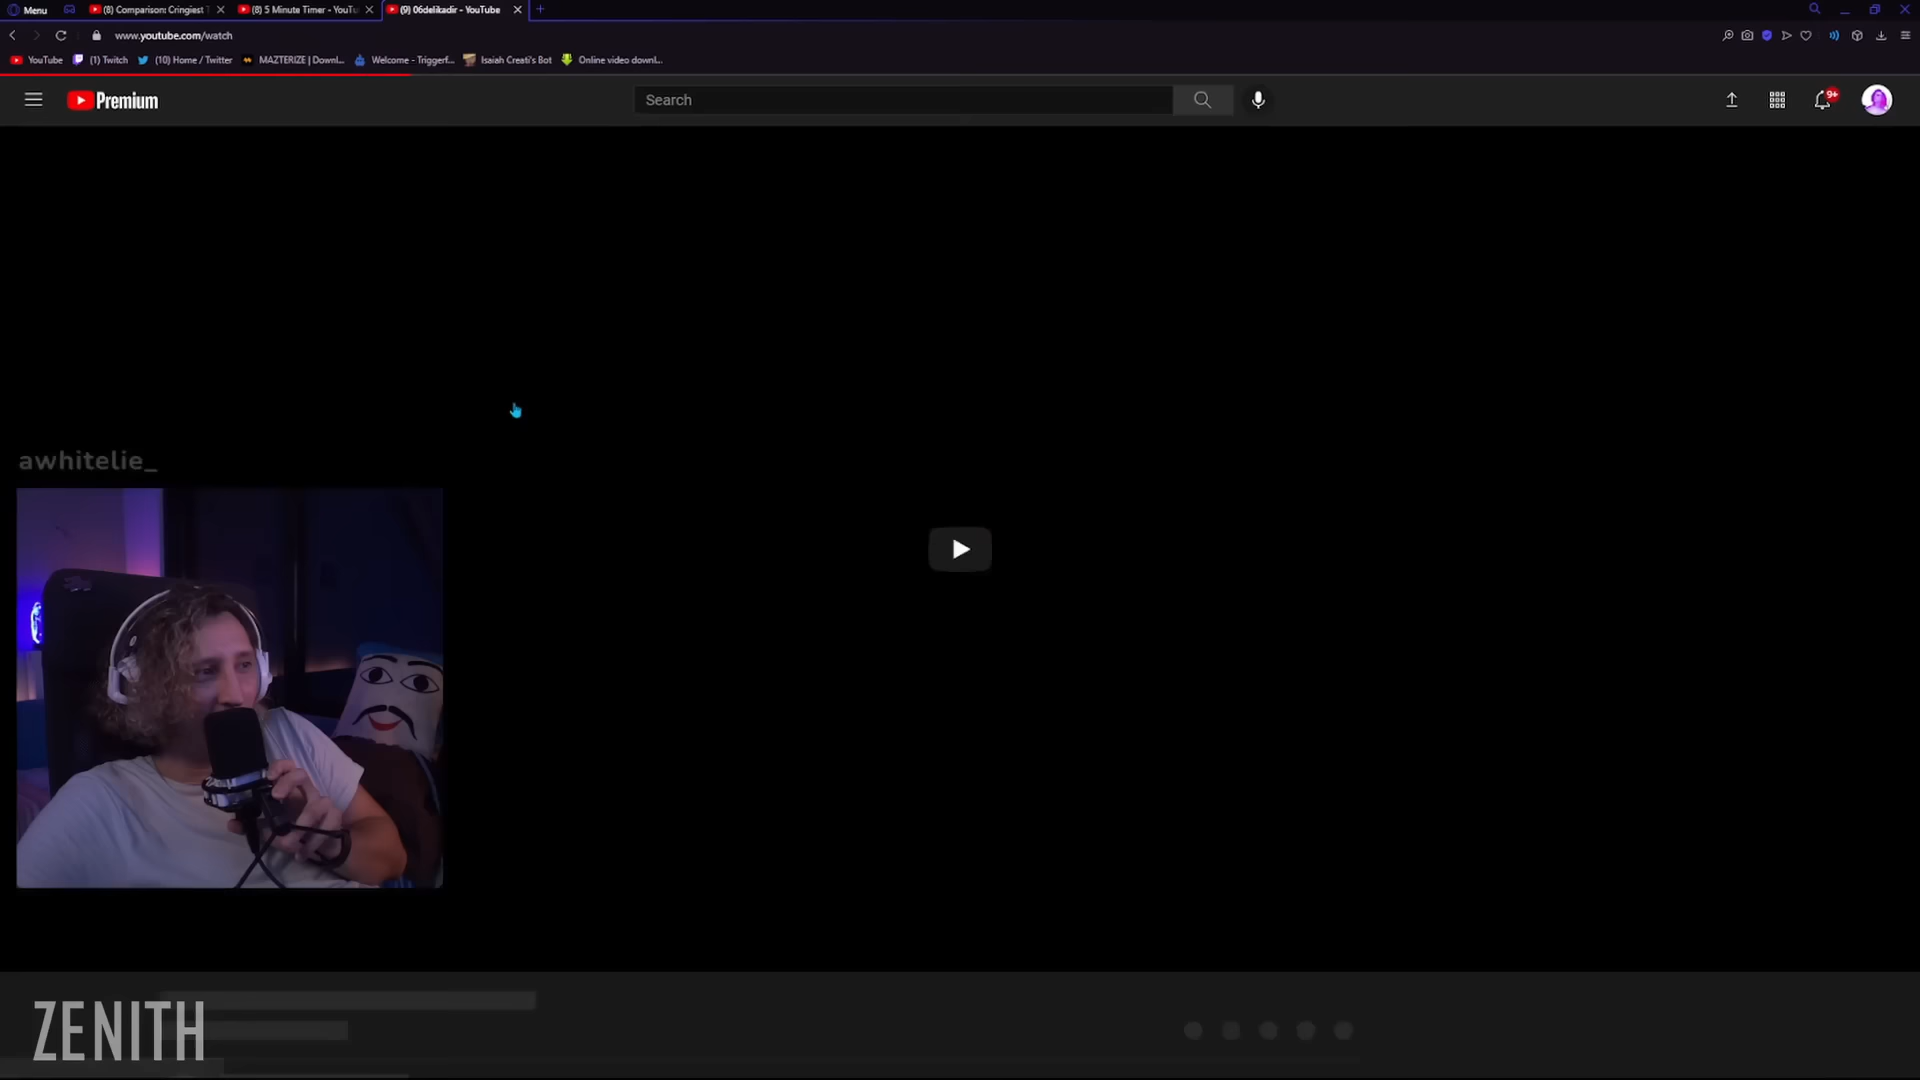 Menu
(8) Comparison: Cringiest T
(8) 5 Minute Timer - YouTu
(9) 06delikadir - YouTube
www.youtube.com/watch
YouTube
(1) Twitch
(10) Home / Twitter
MAZTERIZE | Downl...
Welcome - Triggerf...
Isaiah Creati's Bot
Online video downl...
Premium
Search
9+
awhitelie_
ZENITH